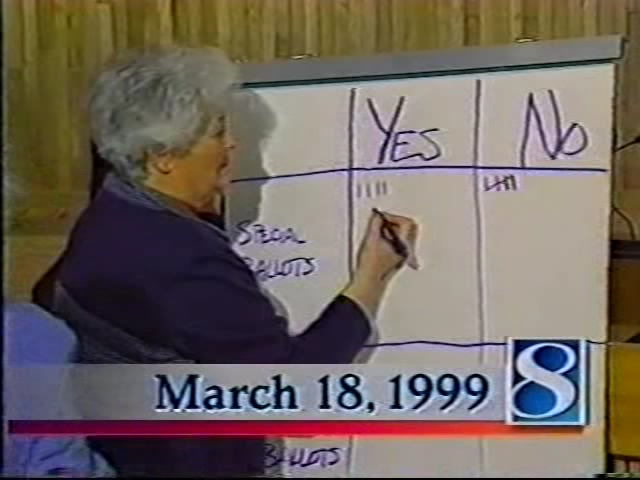 Yes No
Special
Ballots
March 18, 1999 8
Ballots